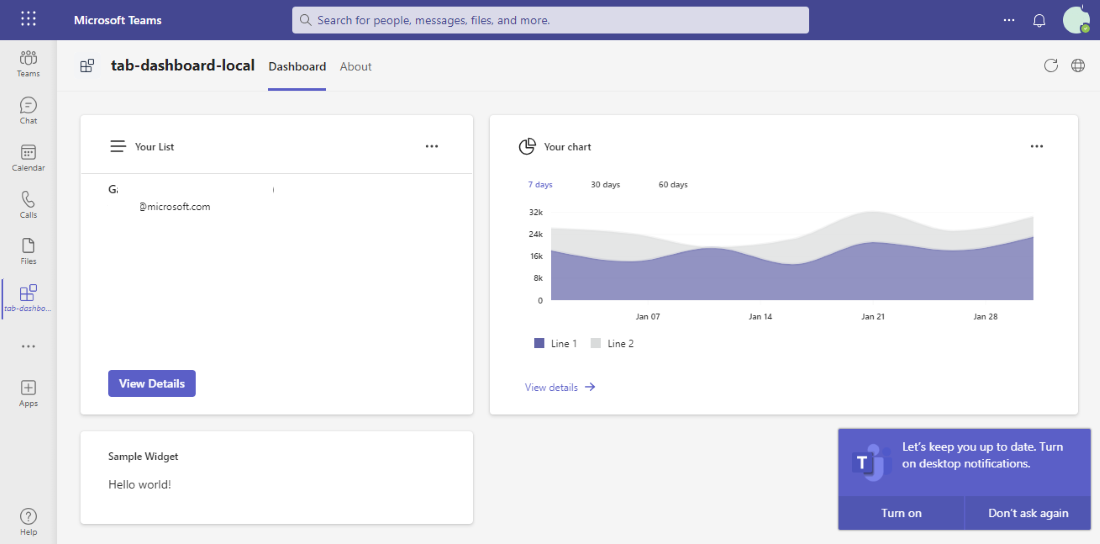 Microsoft Teams
Search for people, messages, files, and more.
Teams
Chat
Calendar
Calls
Files
tab-dashbo...
Apps
Help
tab-dashboard-local
Dashboard
About
Your List
@microsoft.com
View Details
Your chart
7 days
30 days
60 days
32k
24k
16k
8k
0
Jan 07
Jan 14
Jan 21
Jan 28
Line 1
Line 2
View details
Sample Widget
Hello world!
T
Let's keep you up to date. Turn
on desktop notifications.
Turn on
Don't ask again